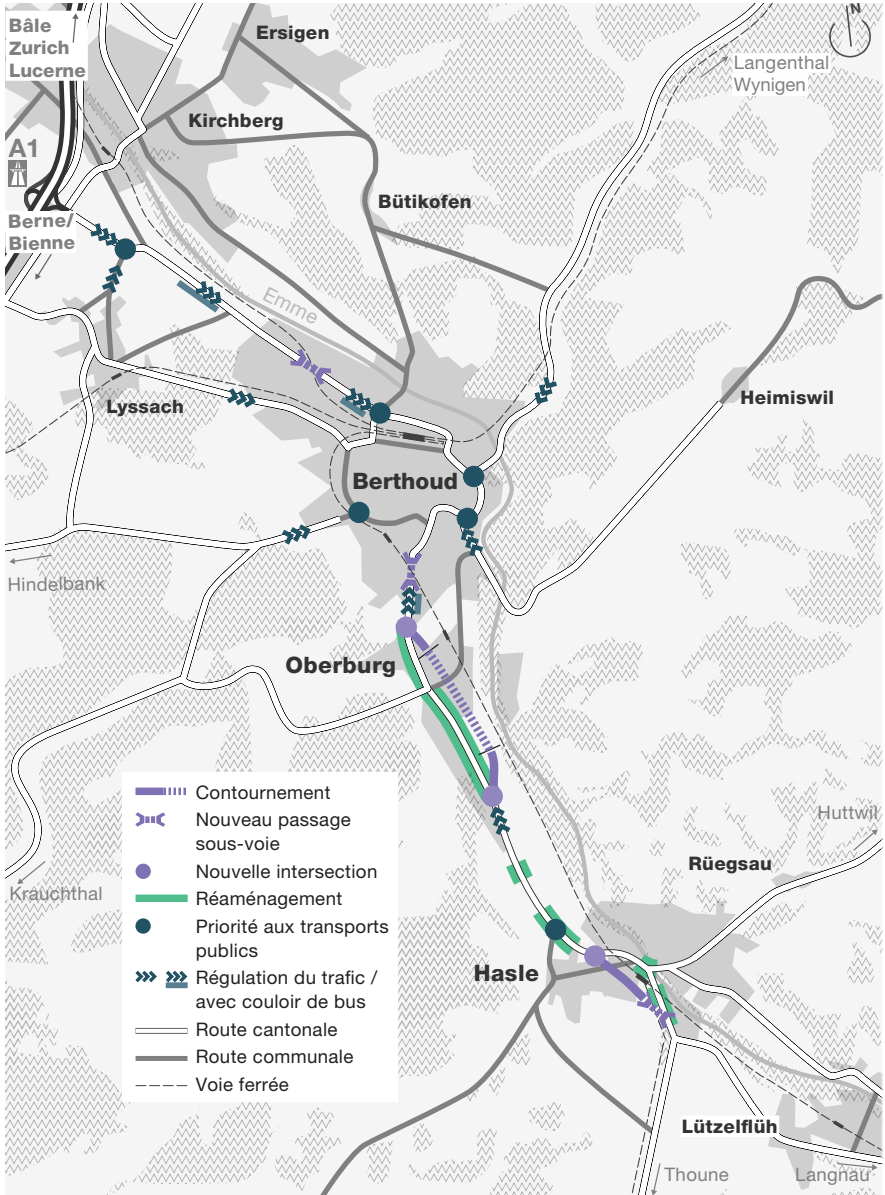 Bâle
Zurich
Lucerne
Ersigen
N
Langenthal
Wynigen
Kirchberg
A1
Bütikofen
Berne/
Bienne
Emme
Lyssach
Heimiswil
Berthoud
Hindelbank
Oberburg
Contournement
Nouveau passage
sous-voie
Nouvelle intersection
Réaménagement
Priorité aux transports
publics
Régulation du trafic /
avec couloir de bus
Route cantonale
Route communale
Voie ferrée
Huttwil
Krauchthal
Rüegsau
Hasle
Lützelflüh
Thoune
Langnau